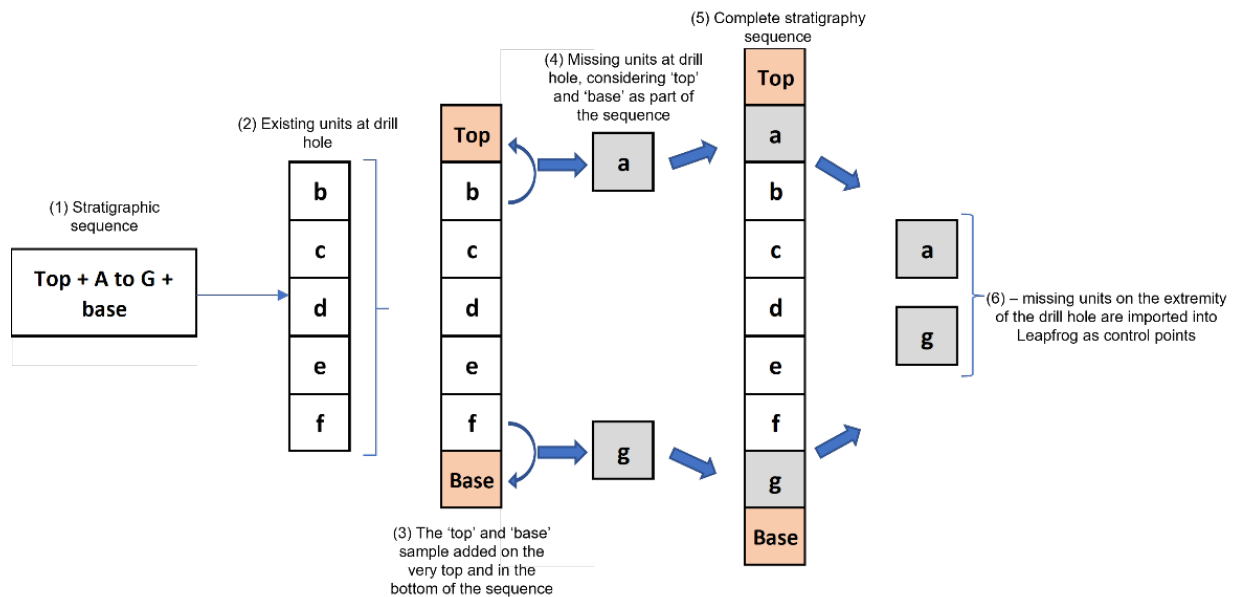 (1) Stratigraphic
sequence
Top + A to G +
base
(2) Existing units at drill
hole
b
c
d
e
f
Top
b
c
d
e
f
Base
(3) The ‘top’ and ‘base’
sample added on the
very top and in the
bottom of the sequence
(4) Missing units at drill
hole, considering ‘top’
and ‘base’ as part of
the sequence
a
g
(5) Complete stratigraphy
sequence
Top
a
b
c
d
e
f
g
Base
a
g
(6) – missing units on the extremity
of the drill hole are imported into
Leapfrog as control points